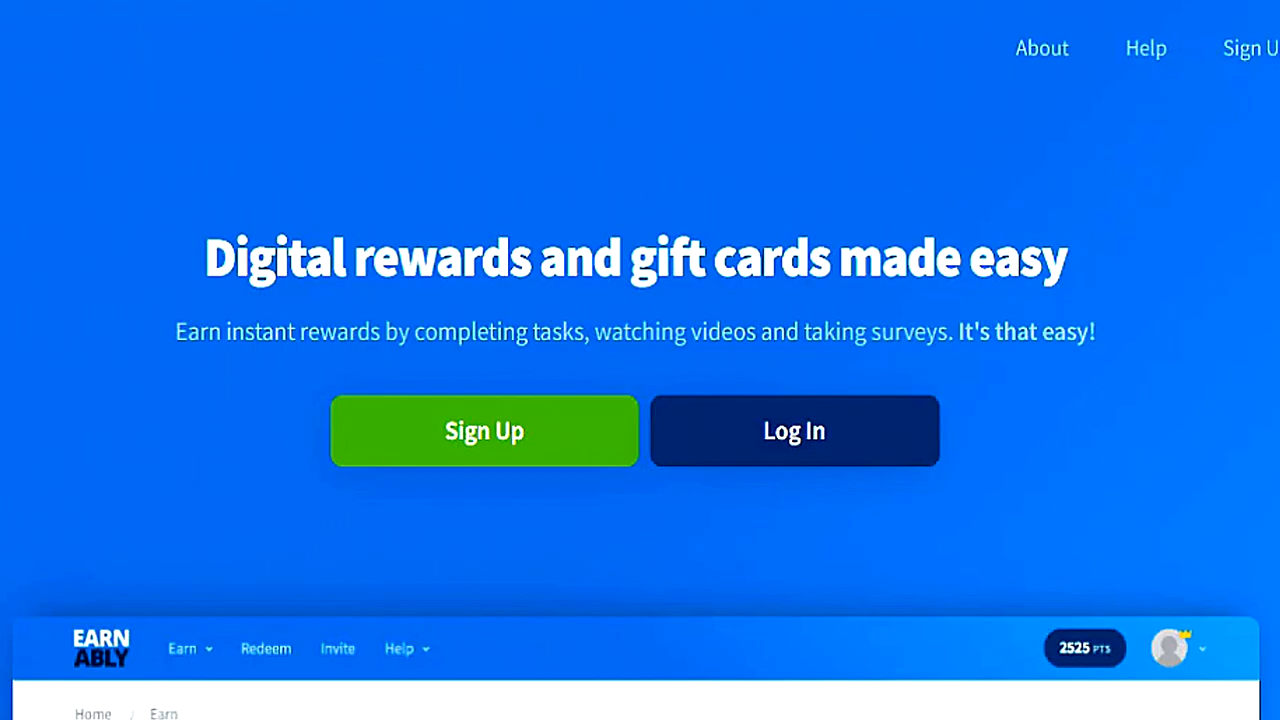 About Help Sign U
Digital rewards and gift cards made easy
Earn instant rewards by completing tasks, watching videos and taking surveys. It's that easy!
Sign Up Log In
EARN
ABLY
Earn Redeem Invite Help 2525 PTS
Home / Earn